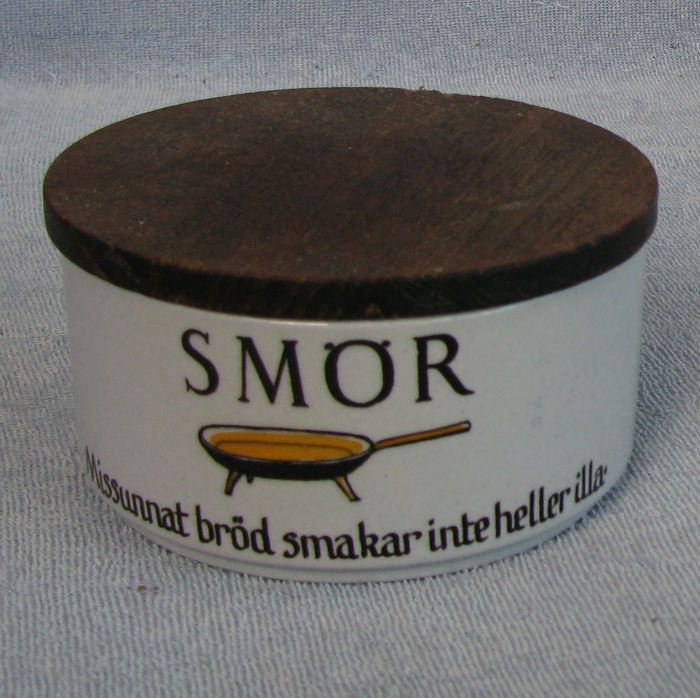 SMÖR
Missunnat bröd smakar inte heller illa.